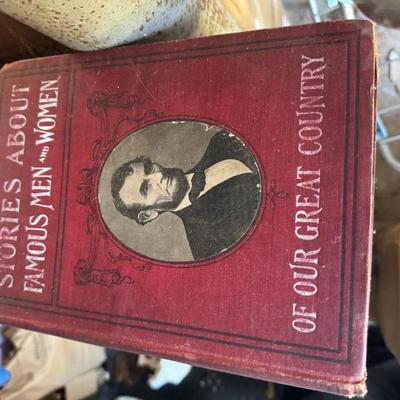 STORIES ABOUT
FAMOUS MEN AND WOMEN
OF OUR GREAT COUNTRY